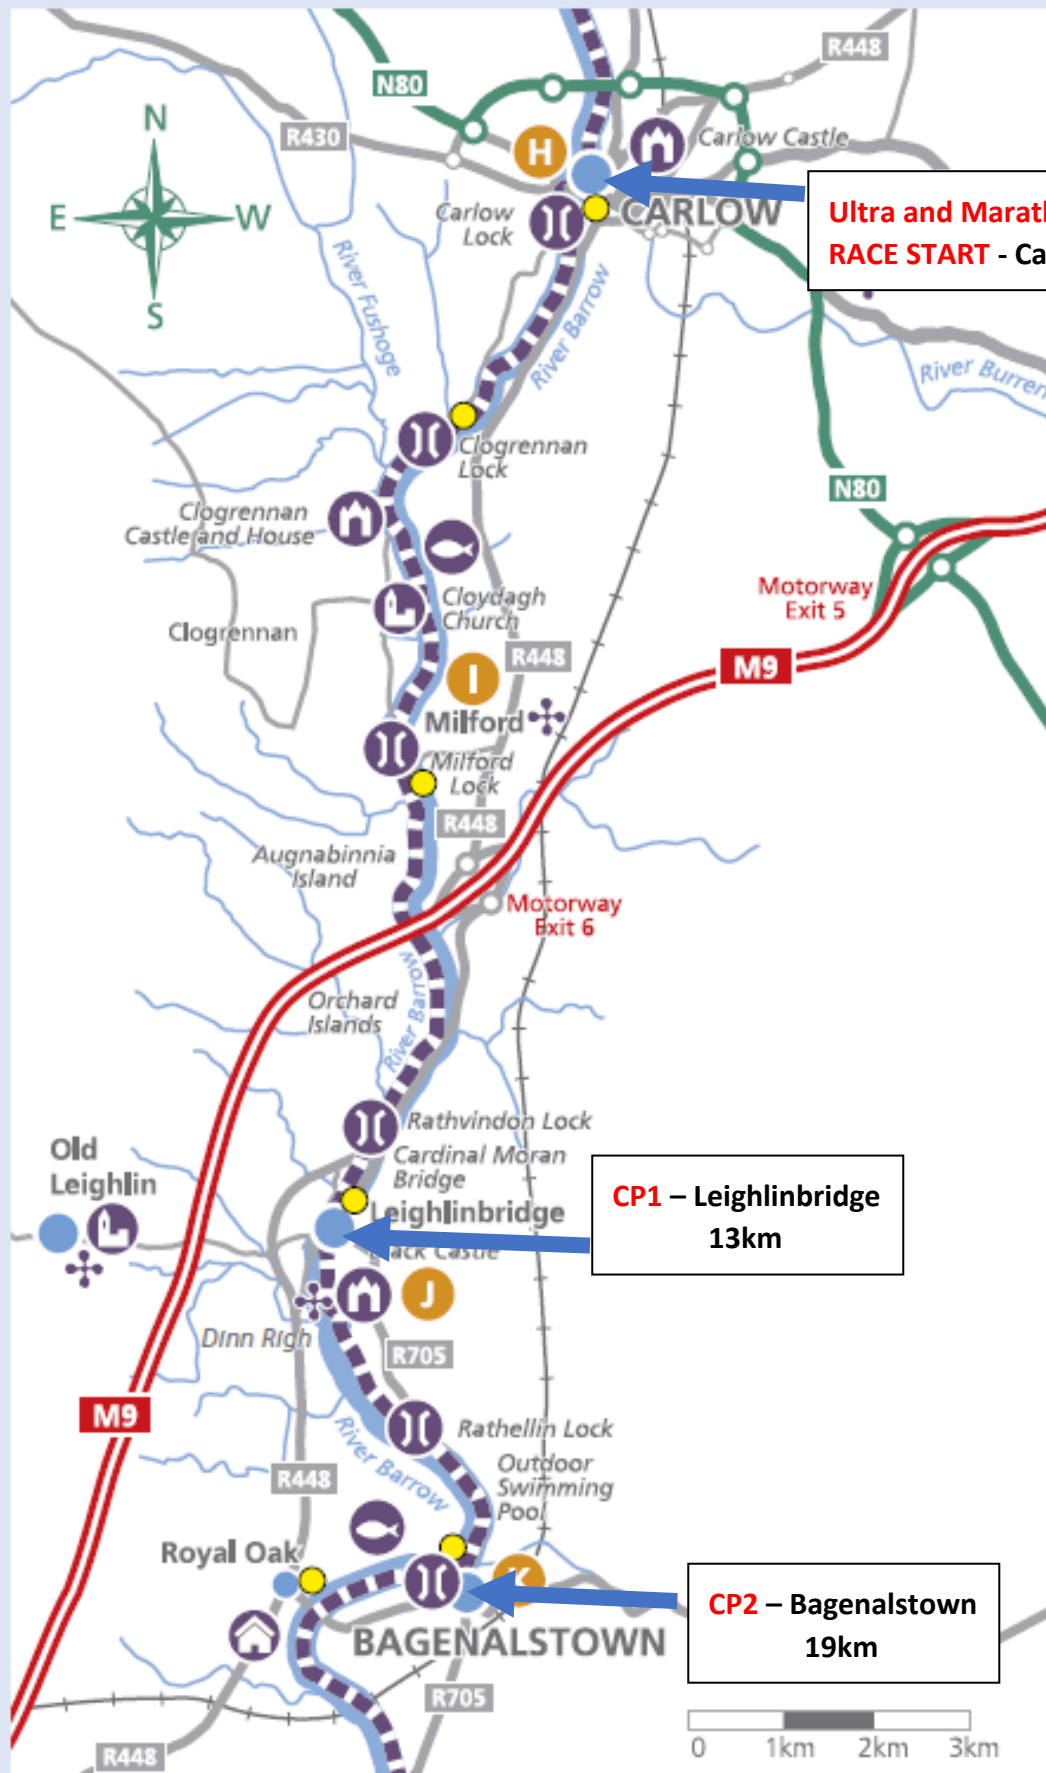 R448
N80
N
R430
H
Carlow Castle
E
W
Carlow
Lock
CARLOW
Ultra and Marat
RACE START - Ca
S
River Fushoge
River Barrow
River Burren
Clogrennan
Lock
N80
Clogrennan
Castle and House
Motorway
Exit 5
Cloydagh
Church
Clogrennan
R448
M9
I
Milford
Milford
Lock
R448
Augnabinnia
Island
Motorway
Exit 6
River Barrow
Orchard
Islands
Rathvindon Lock
Old
Leighlin
Cardinal Moran
Bridge
CP1 – Leighlinbridge
13km
Leighlinbridge
Castle
J
Dinn Righ
R705
M9
Rathellin Lock
River Barrow
Outdoor
Swimming
Pool
R448
Royal Oak
K
CP2 – Bagenalstown
19km
BAGENALSTOWN
R705
R448
0 1km 2km 3km